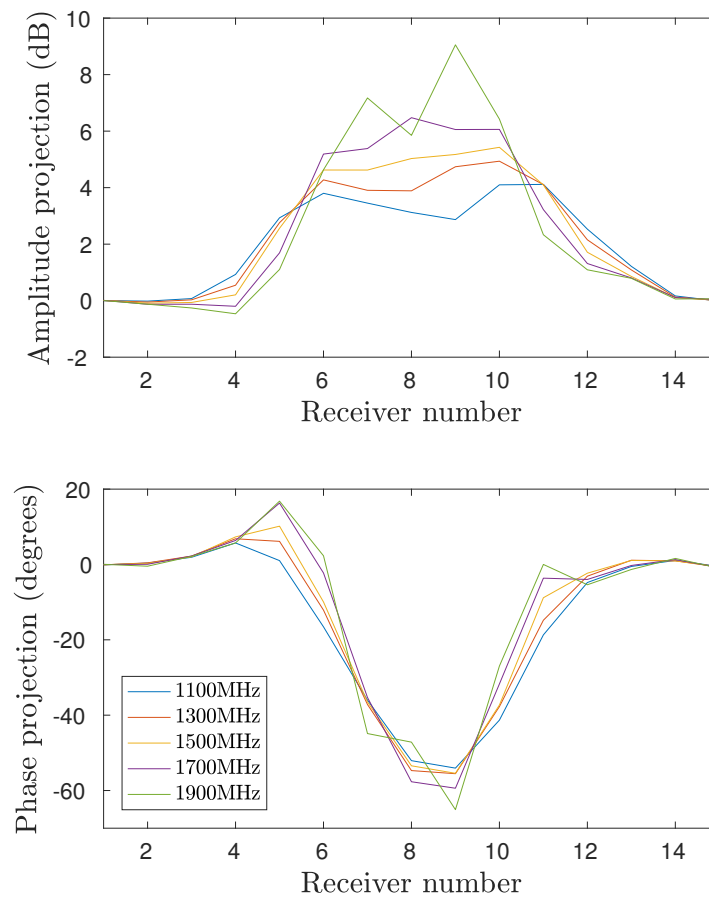 Amplitude projection (dB)
10
8
6
4
2
0
-2
2 4 6 8 10 12 14
Receiver number
Phase projection (degrees)
20
0
-20
-40
-60
1100MHz
1300MHz
1500MHz
1700MHz
1900MHz
2 4 6 8 10 12 14
Receiver number